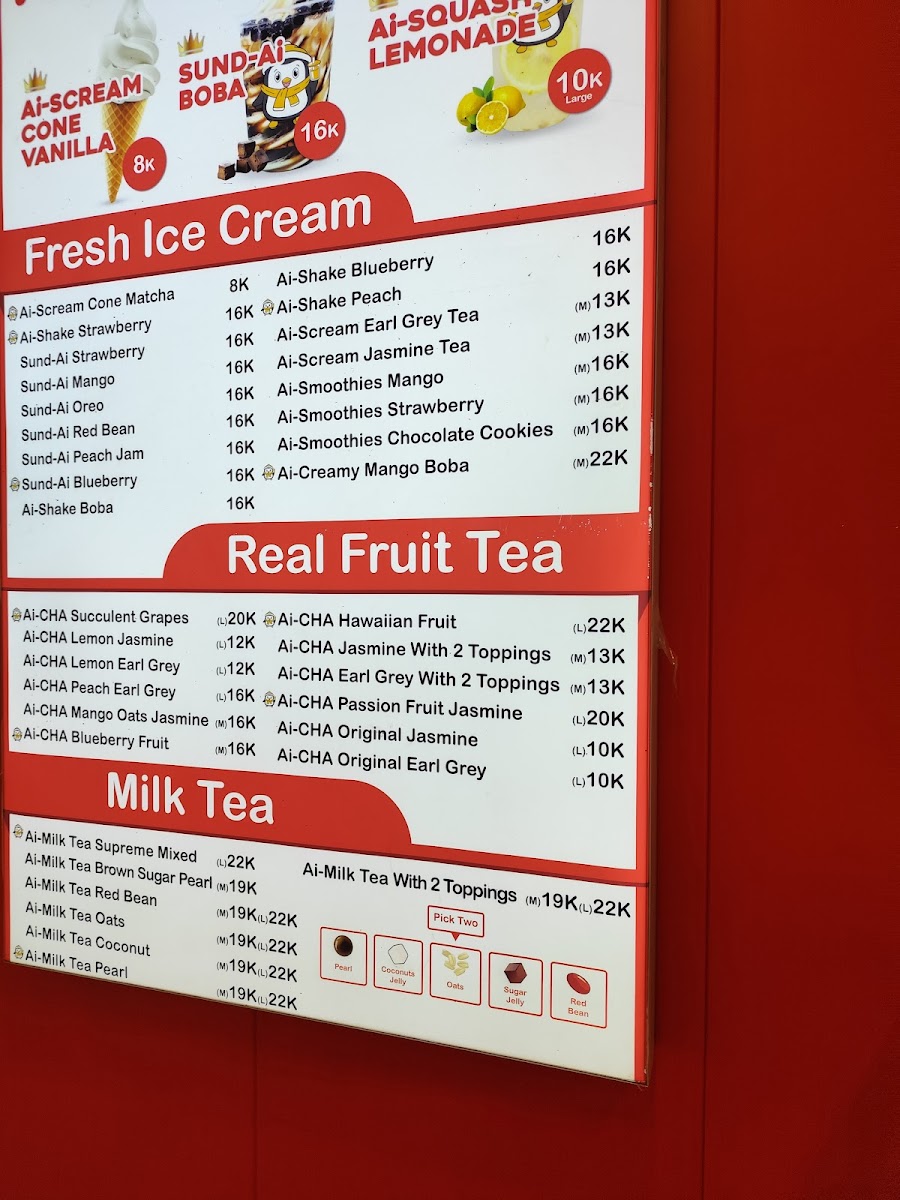 Ai-SCREAM
CONE
VANILLA
8K
SUND-Ai
BOBA
16K
Ai-SQUASH
LEMONADE
10K
Large
Fresh Ice Cream
Ai-Scream Cone Matcha 8K
Ai-Shake Strawberry 16K
Sund-Ai Strawberry 16K
Sund-Ai Mango 16K
Sund-Ai Oreo 16K
Sund-Ai Red Bean 16K
Sund-Ai Peach Jam 16K
Sund-Ai Blueberry 16K
Ai-Shake Boba 16K
Ai-Shake Blueberry 16K
Ai-Shake Peach 16K
Ai-Scream Earl Grey Tea (M)13K
Ai-Scream Jasmine Tea (M)13K
Ai-Smoothies Mango (M)16K
Ai-Smoothies Strawberry (M)16K
Ai-Smoothies Chocolate Cookies (M)16K
Ai-Creamy Mango Boba (M)22K
Real Fruit Tea
Ai-CHA Succulent Grapes (L)20K
Ai-CHA Lemon Jasmine (L)12K
Ai-CHA Lemon Earl Grey (L)12K
Ai-CHA Peach Earl Grey (L)16K
Ai-CHA Mango Oats Jasmine (M)16K
Ai-CHA Blueberry Fruit (M)16K
Ai-CHA Hawaiian Fruit (L)22K
Ai-CHA Jasmine With 2 Toppings (M)13K
Ai-CHA Earl Grey With 2 Toppings (M)13K
Ai-CHA Passion Fruit Jasmine (L)20K
Ai-CHA Original Jasmine (L)10K
Ai-CHA Original Earl Grey (L)10K
Milk Tea
Ai-Milk Tea Supreme Mixed (L)22K
Ai-Milk Tea Brown Sugar Pearl (M)19K
Ai-Milk Tea Red Bean (M)19K(L)22K
Ai-Milk Tea Oats (M)19K(L)22K
Ai-Milk Tea Coconut (M)19K(L)22K
Ai-Milk Tea Pearl (M)19K(L)22K
Ai-Milk Tea With 2 Toppings (M)19K(L)22K
Pick Two
Pearl
Coconuts
Jelly
Oats
Sugar
Jelly
Red
Bean